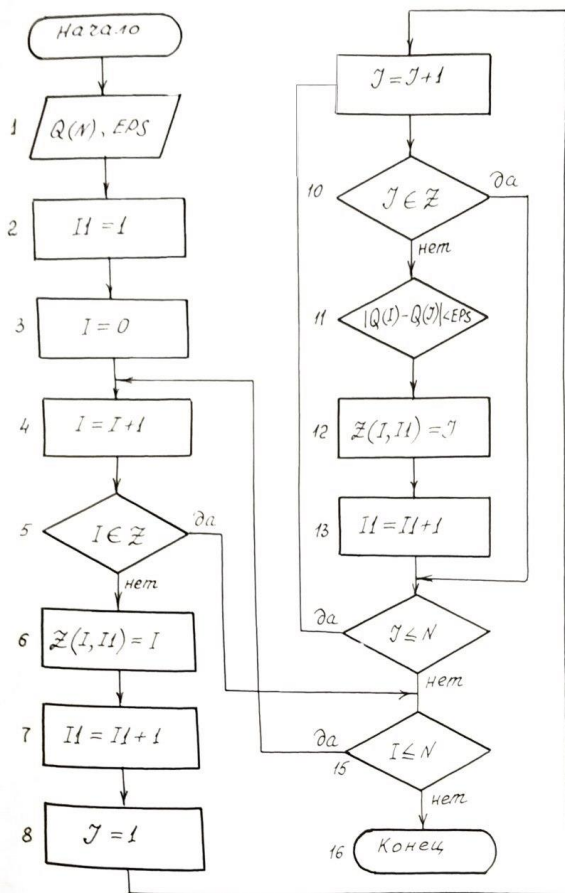 Начало
1
Q(N), EPS
2
I1 = 1
3
I = 0
4
I = I+1
5
I ∈ Z
да
нет
6
Z(I, I1) = I
7
I1 = I1+1
8
J = 1
J = J+1
10
J ∈ Z
да
нет
11
|Q(I) - Q(J)| < EPS
12
Z(I, I1) = J
13
I1 = I1+1
да
J ≤ N
нет
да
15
I ≤ N
нет
16
Конец